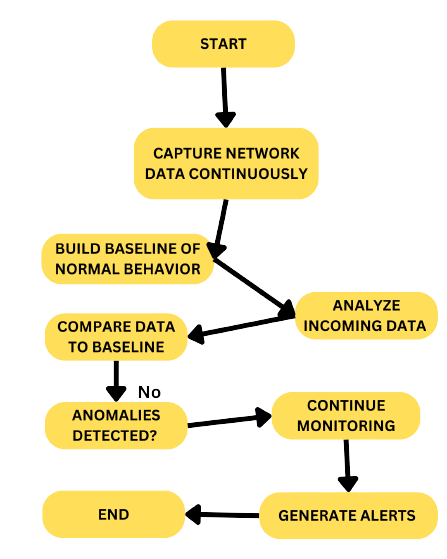 START
CAPTURE NETWORK
DATA CONTINUOUSLY
BUILD BASELINE OF
NORMAL BEHAVIOR
ANALYZE
INCOMING DATA
COMPARE DATA
TO BASELINE
No
ANOMALIES
DETECTED?
CONTINUE
MONITORING
GENERATE ALERTS
END